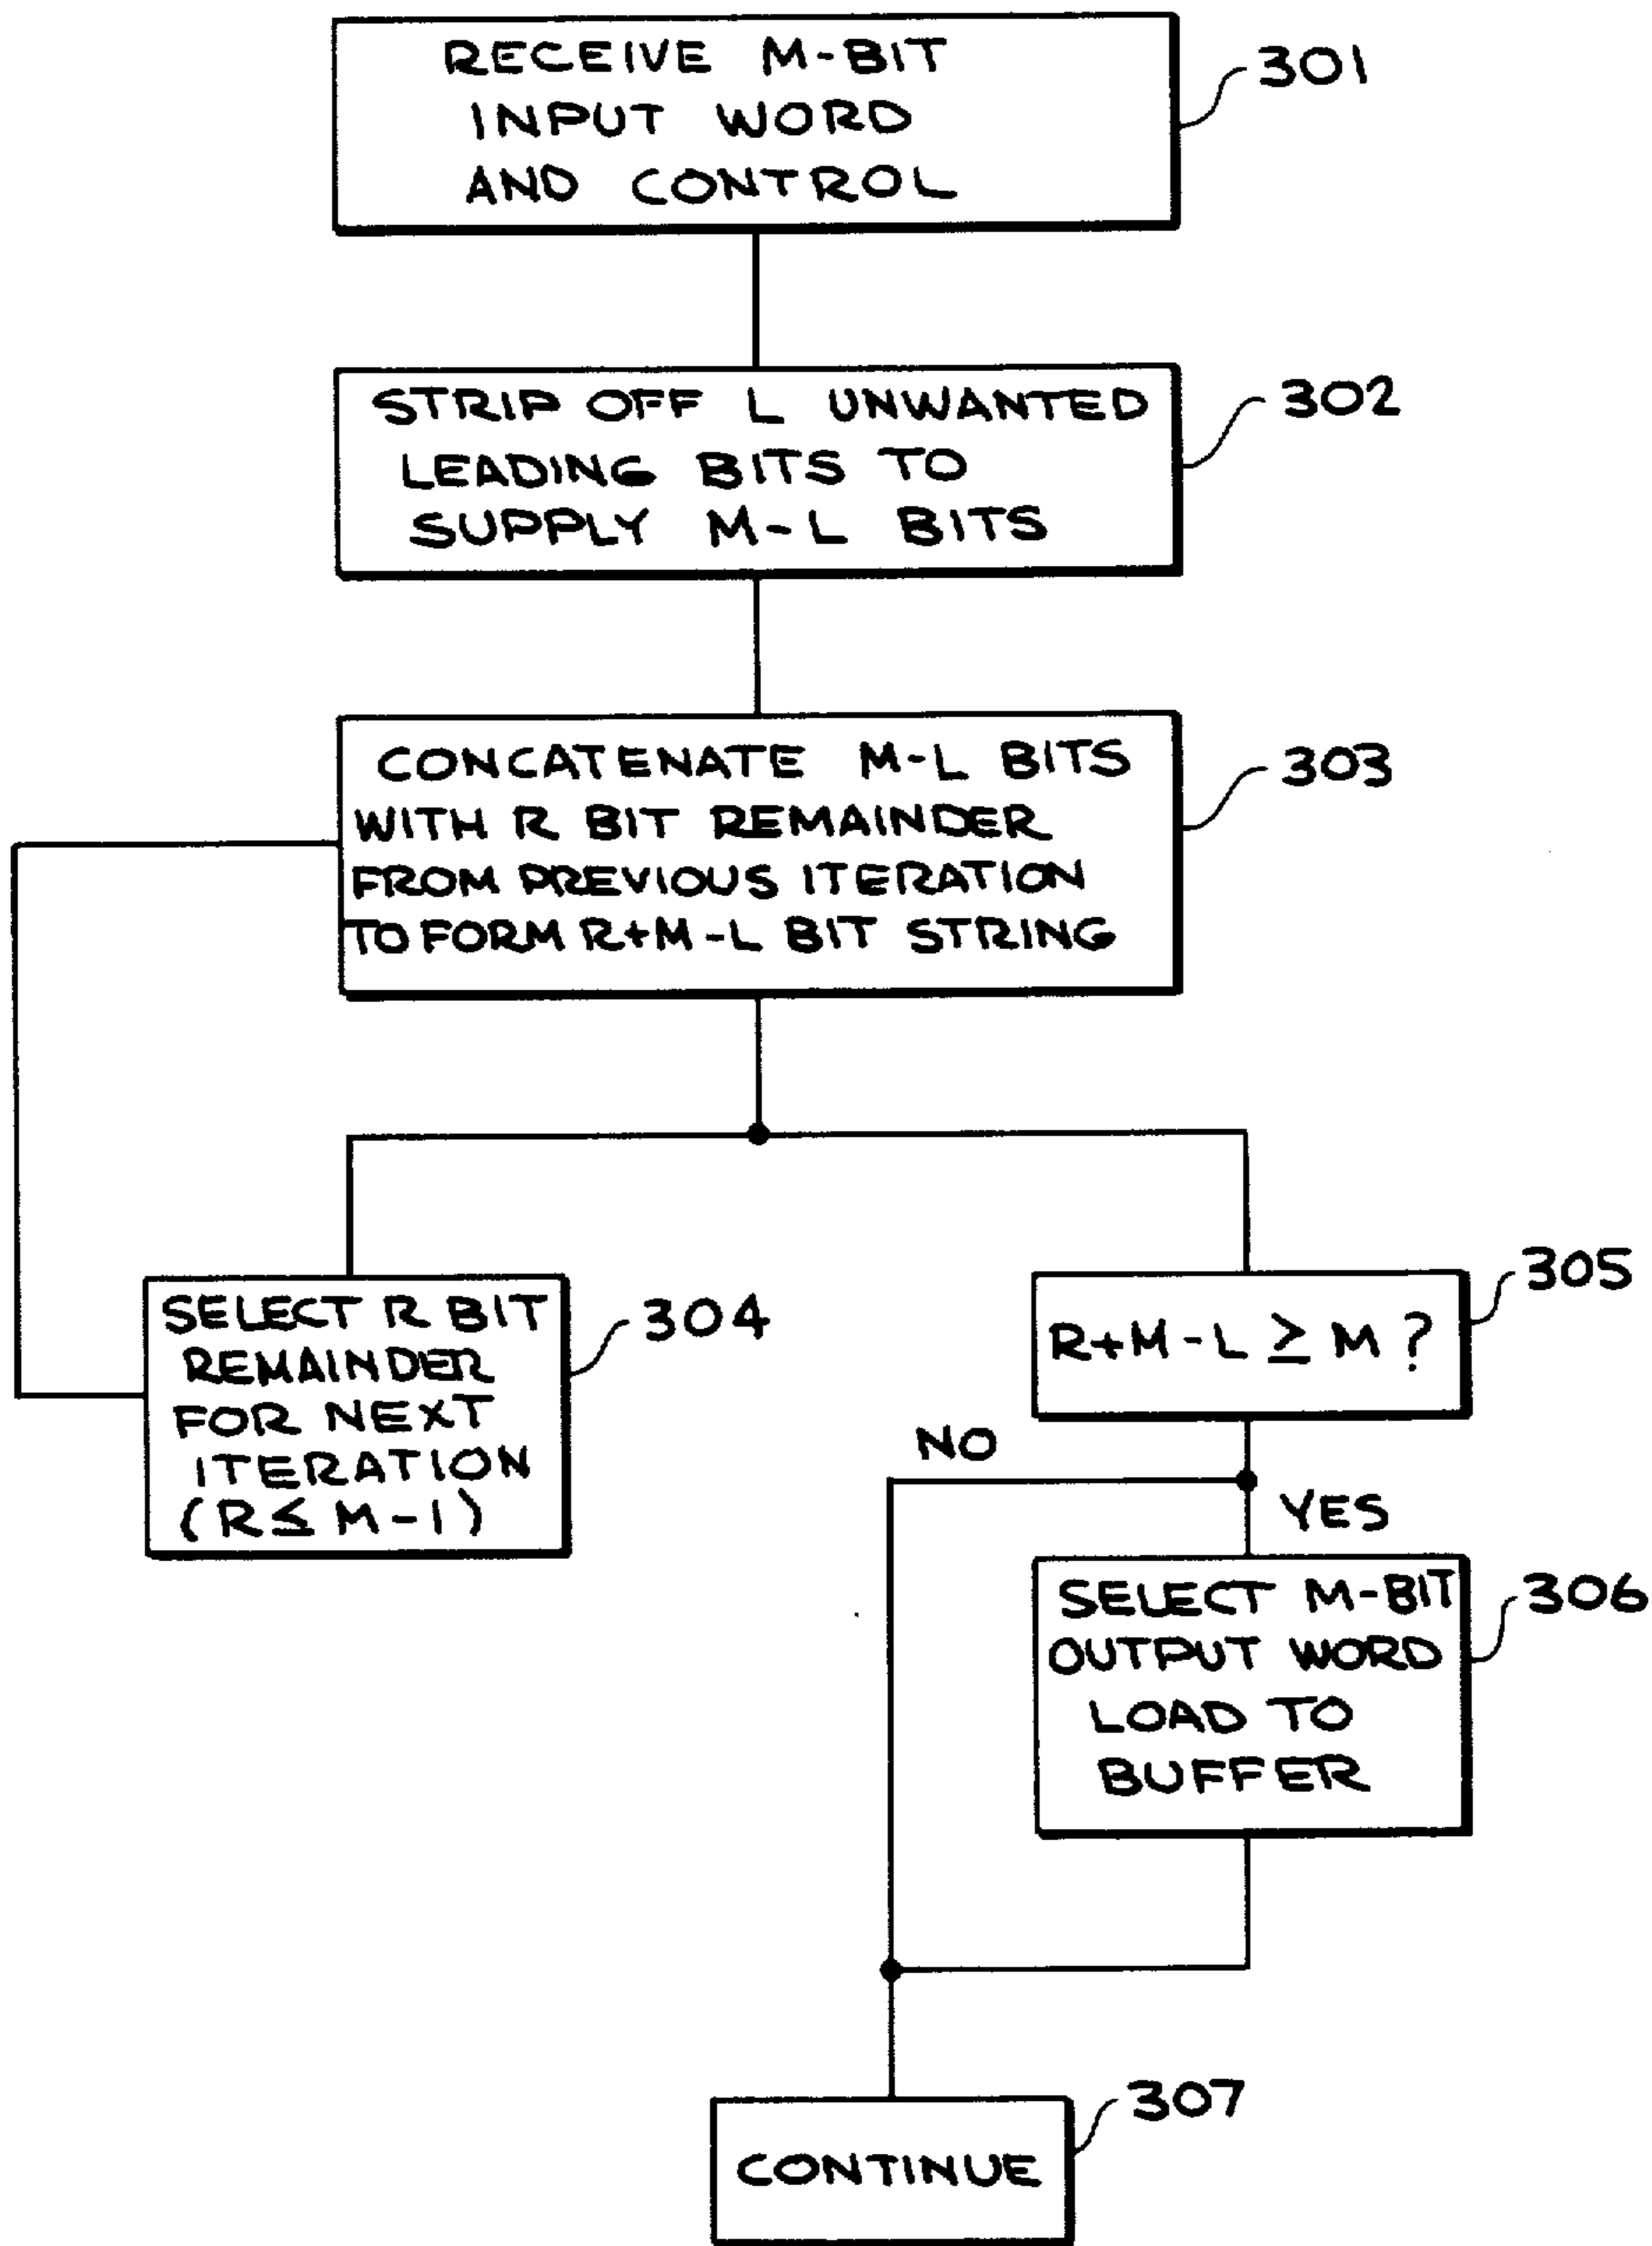 RECEIVE M-BIT
INPUT WORD
AND CONTROL
301
STRIP OFF L UNWANTED
LEADING BITS TO
SUPPLY M-L BITS
302
CONCATENATE M-L BITS
WITH R BIT REMAINDER
FROM PREVIOUS ITERATION
TO FORM R+M-L BIT STRING
303
SELECT R BIT
REMAINDER
FOR NEXT
ITERATION
(R≤M-1)
304
R+M-L≥M?
305
NO
YES
SELECT M-BIT
OUTPUT WORD
LOAD TO
BUFFER
306
CONTINUE
307